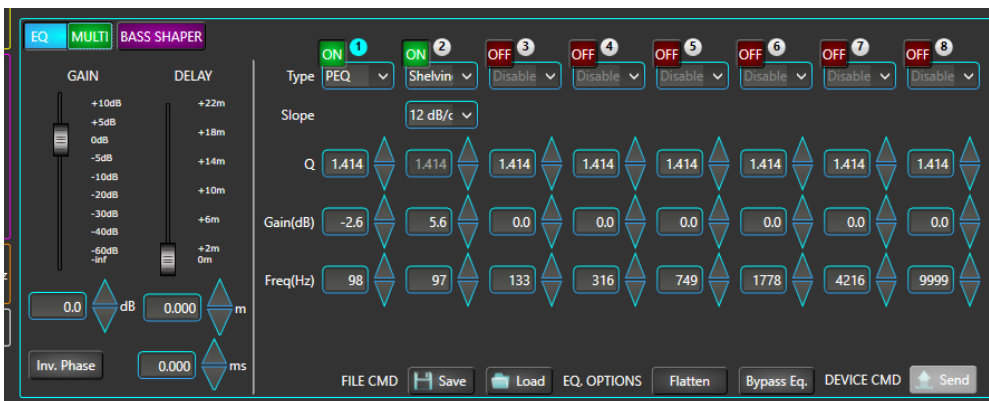 EQ MULTI BASS SHAPER
GAIN DELAY
+10dB
+5dB
0dB
-5dB
-10dB
-20dB
-30dB
-40dB
-60dB
-inf
+22m
+18m
+14m
+10m
+6m
+2m
0m
0.0 dB 0.000 m
Inv. Phase 0.000 ms
ON 1 ON 2 OFF 3 OFF 4 OFF 5 OFF 6 OFF 7 OFF 8
Type PEQ Shelvin Disable Disable Disable Disable Disable Disable
Slope 12 dB/c
Q 1.414 1.414 1.414 1.414 1.414 1.414 1.414 1.414
Gain(dB) -2.6 5.6 0.0 0.0 0.0 0.0 0.0 0.0
Freq(Hz) 98 97 133 316 749 1778 4216 9999
FILE CMD Save Load EQ. OPTIONS Flatten Bypass Eq. DEVICE CMD Send